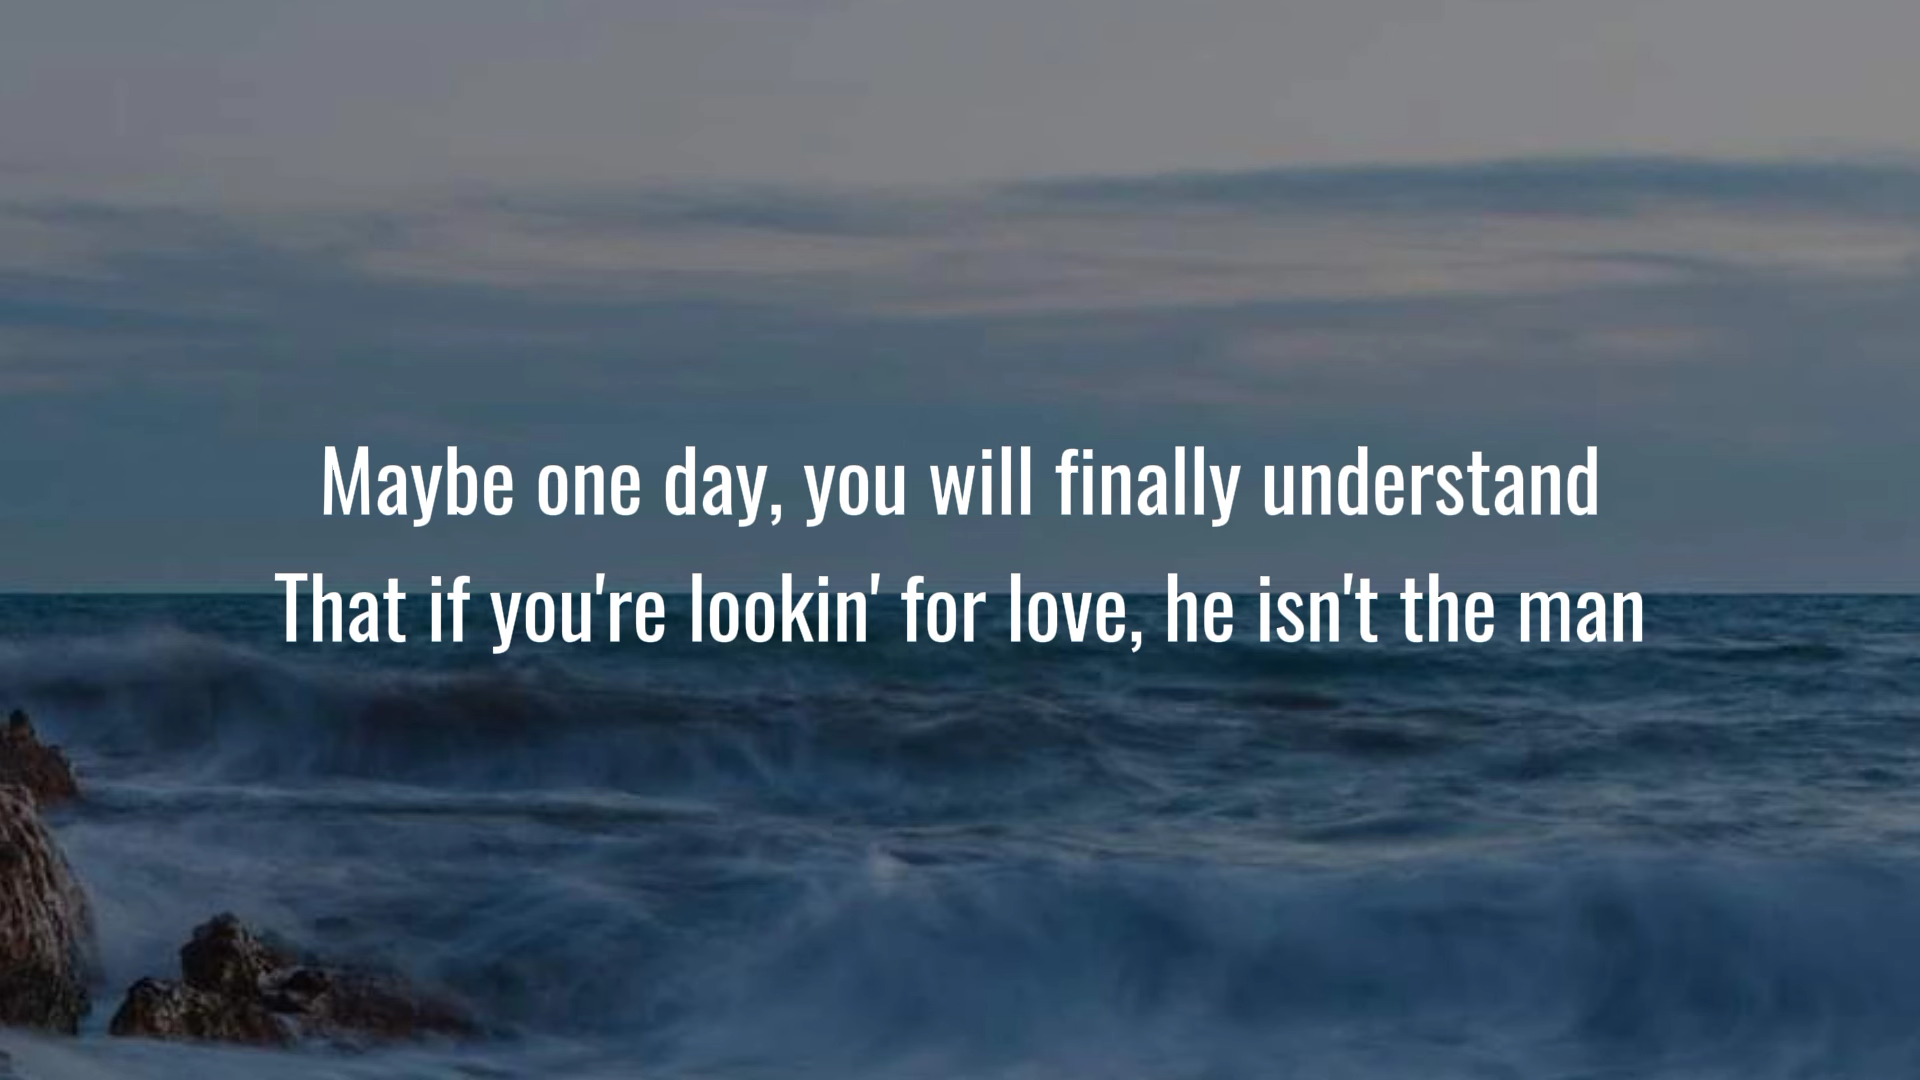 Maybe one day, you will finally understand
That if you're lookin' for love, he isn't the man